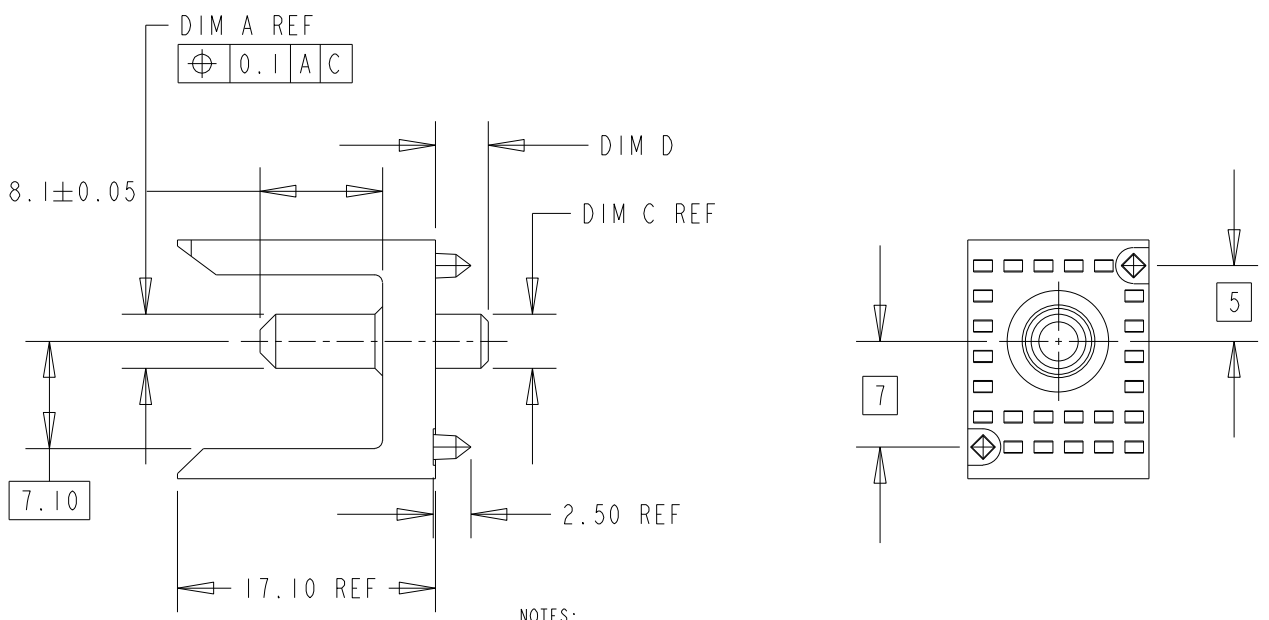 DIM A REF
⌖ 0.1 A C
DIM D
8.1±0.05
DIM C REF
5
7
7.10
2.50 REF
17.10 REF
NOTES: